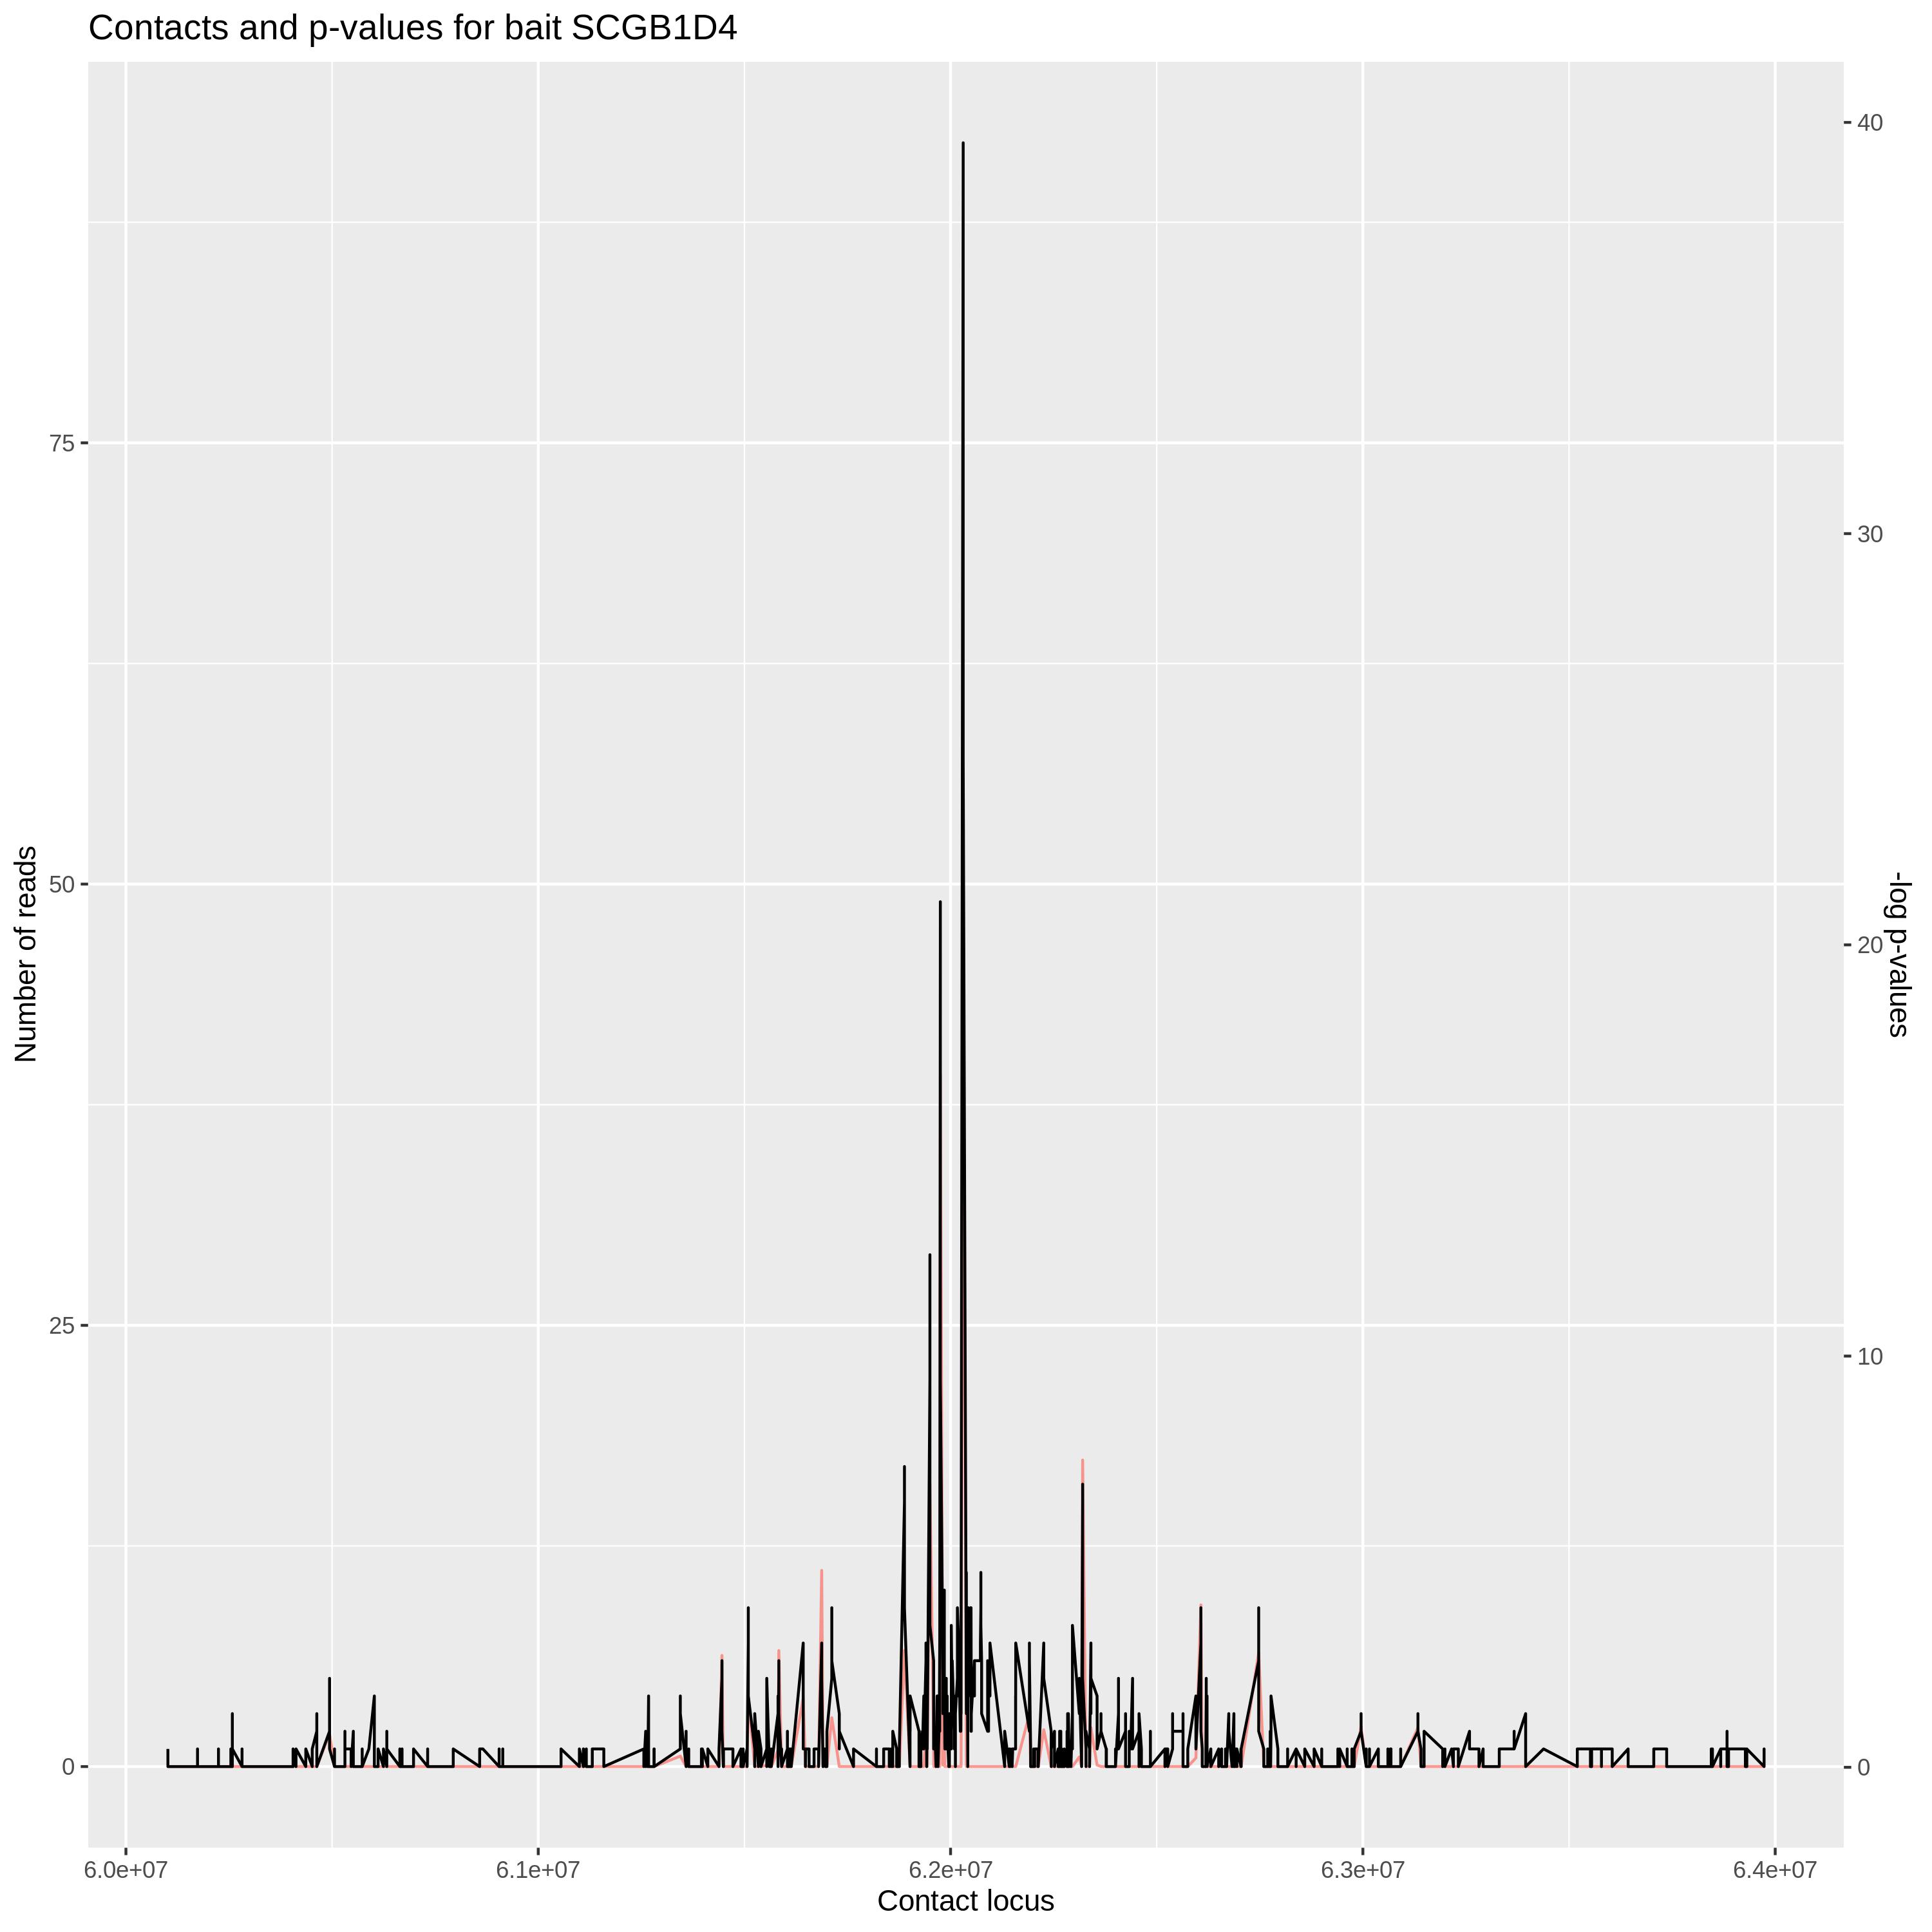 Contacts and p-values for bait SCGB1D4
75
50
25
0
40
30
20
10
0
Number of reads
-log p-values
6.0e+07
6.1e+07
6.2e+07
6.3e+07
6.4e+07
Contact locus